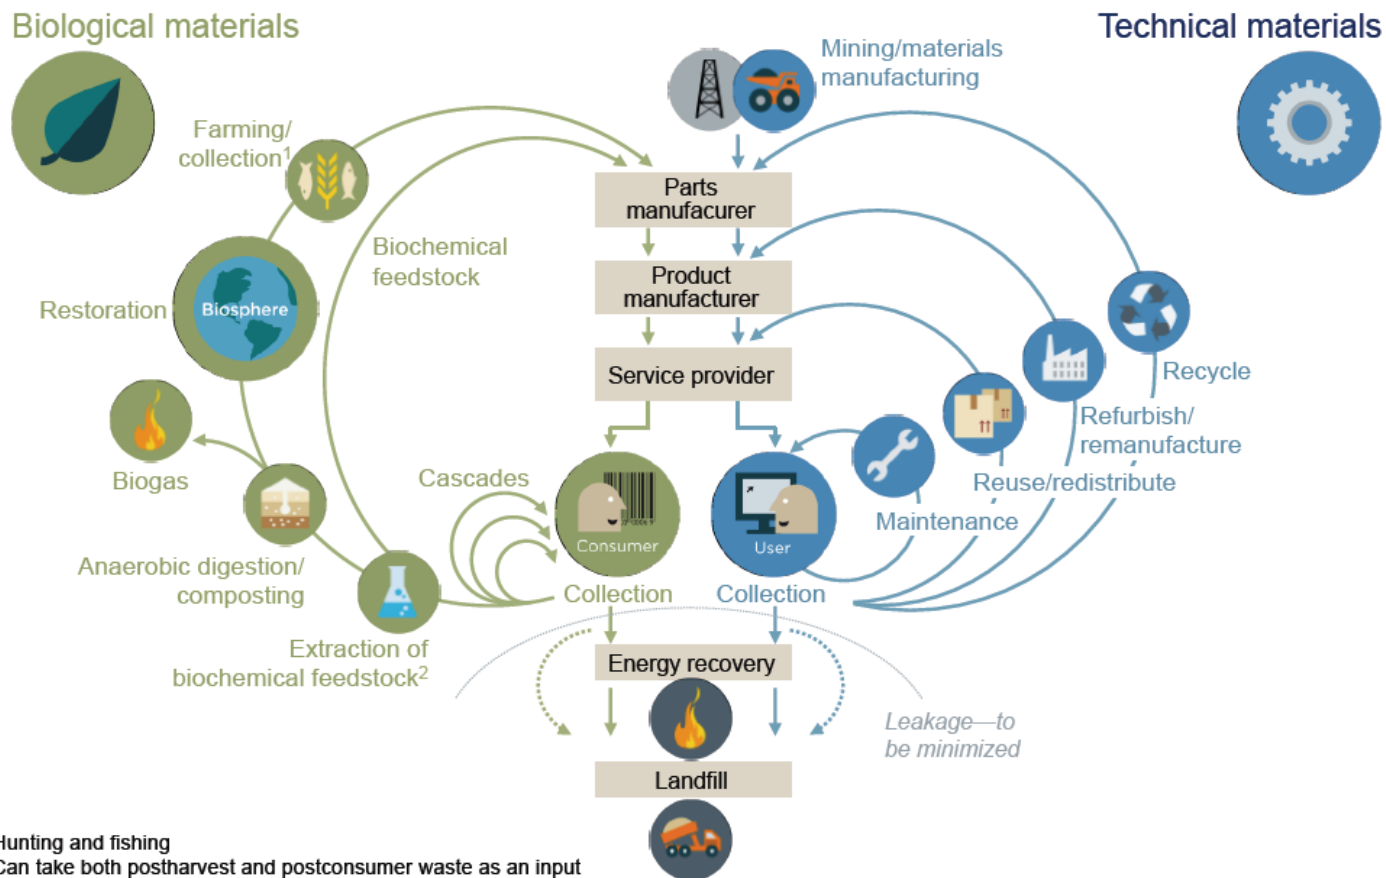 Biological materials
Technical materials
Mining/materials
manufacturing
Farming/
collection¹
Parts
manufacurer
Biochemical
feedstock
Product
manufacturer
Restoration
Biosphere
Service provider
Recycle
Refurbish/
remanufacture
Biogas
Cascades
Reuse/redistribute
Maintenance
Consumer
User
Anaerobic digestion/
composting
Collection
Collection
Extraction of
biochemical feedstock²
Energy recovery
Leakage—to
be minimized
Landfill
Hunting and fishing
Can take both postharvest and postconsumer waste as an input